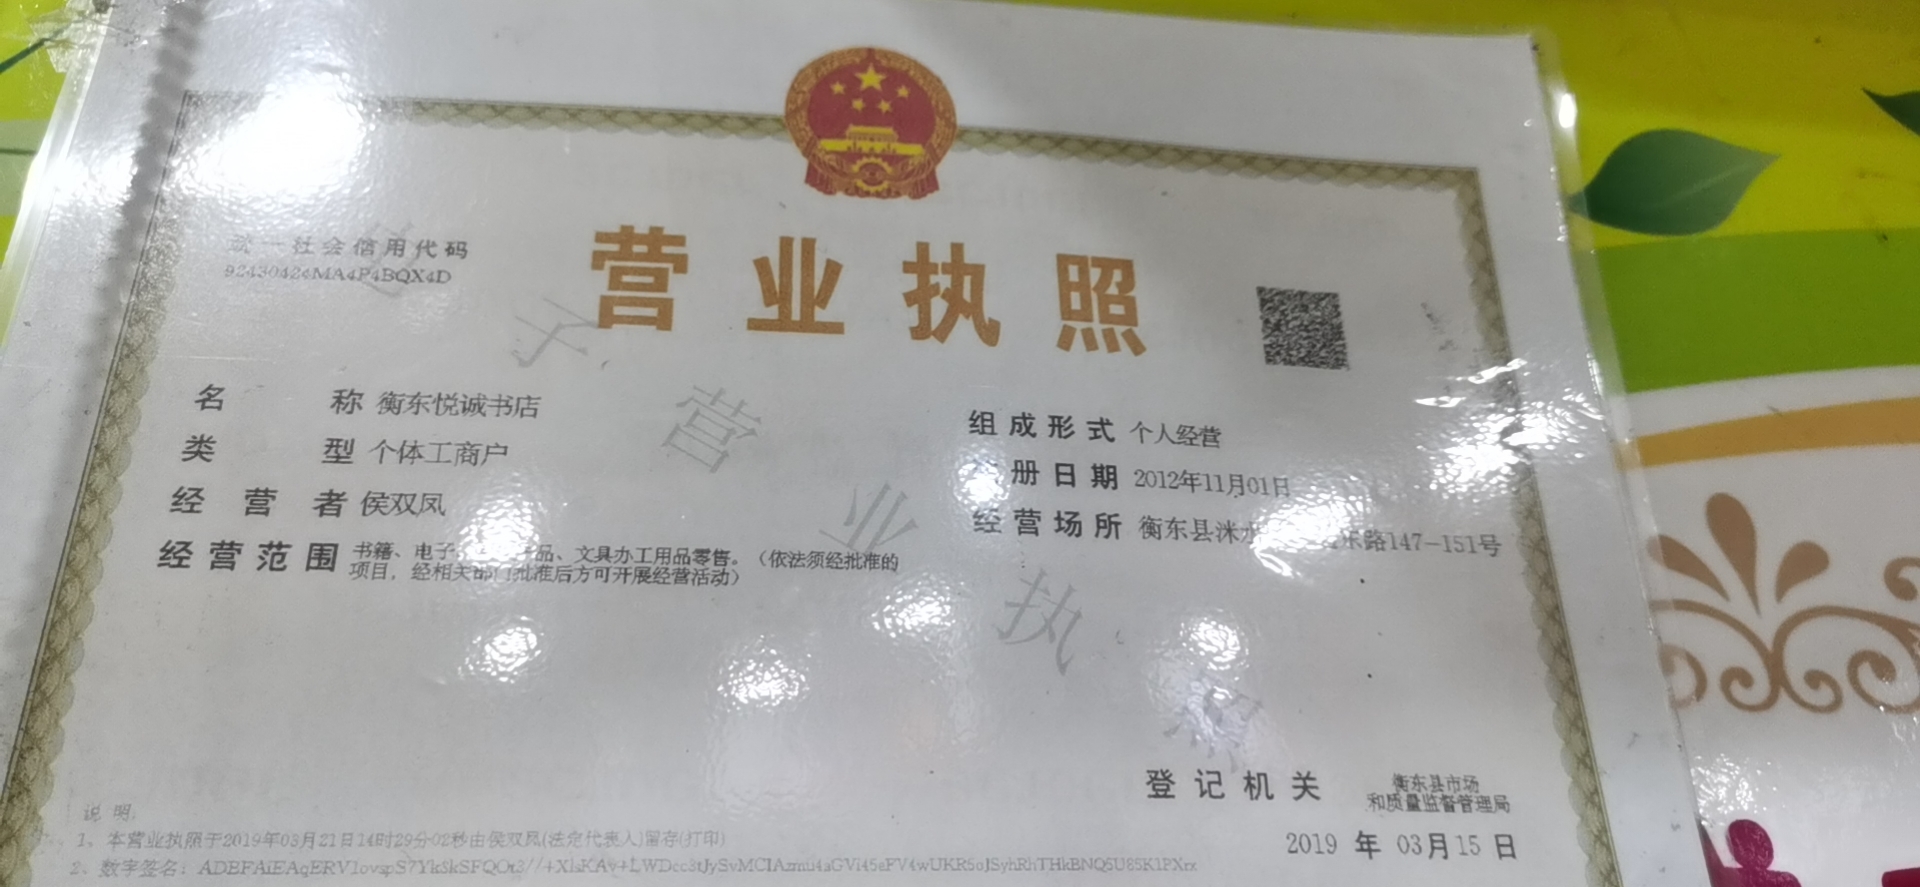 统一社会信用代码
92430424MA4P4BQX4D
营业执照
名称 衡东悦诚书店
类型 个体工商户
经营者 侯双凤
经营范围 书籍、电子 品、文具办工用品零售。（依法须经批准的
项目，经相关部门批准后方可开展经营活动）
组成形式 个人经营
注册日期 2012年11月01日
经营场所 衡东县洣水 乐路147-151号
子营业执照
登记机关 衡东县市场
和质量监督管理局
2019 年 03月15 日
说明：
1、本营业执照于2019年03月21日14时29分02秒由侯双凤(法定代表人)留存(打印)
2、数字签名：